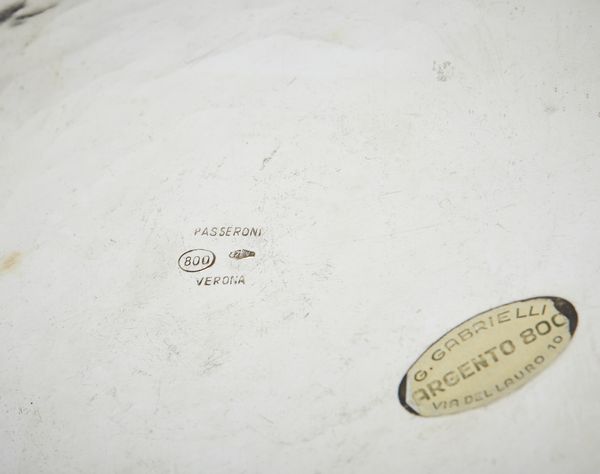 PASSERONI
800
VERONA
G. GABRIELLI
ARGENTO 800
VIA DEL LAURO 10